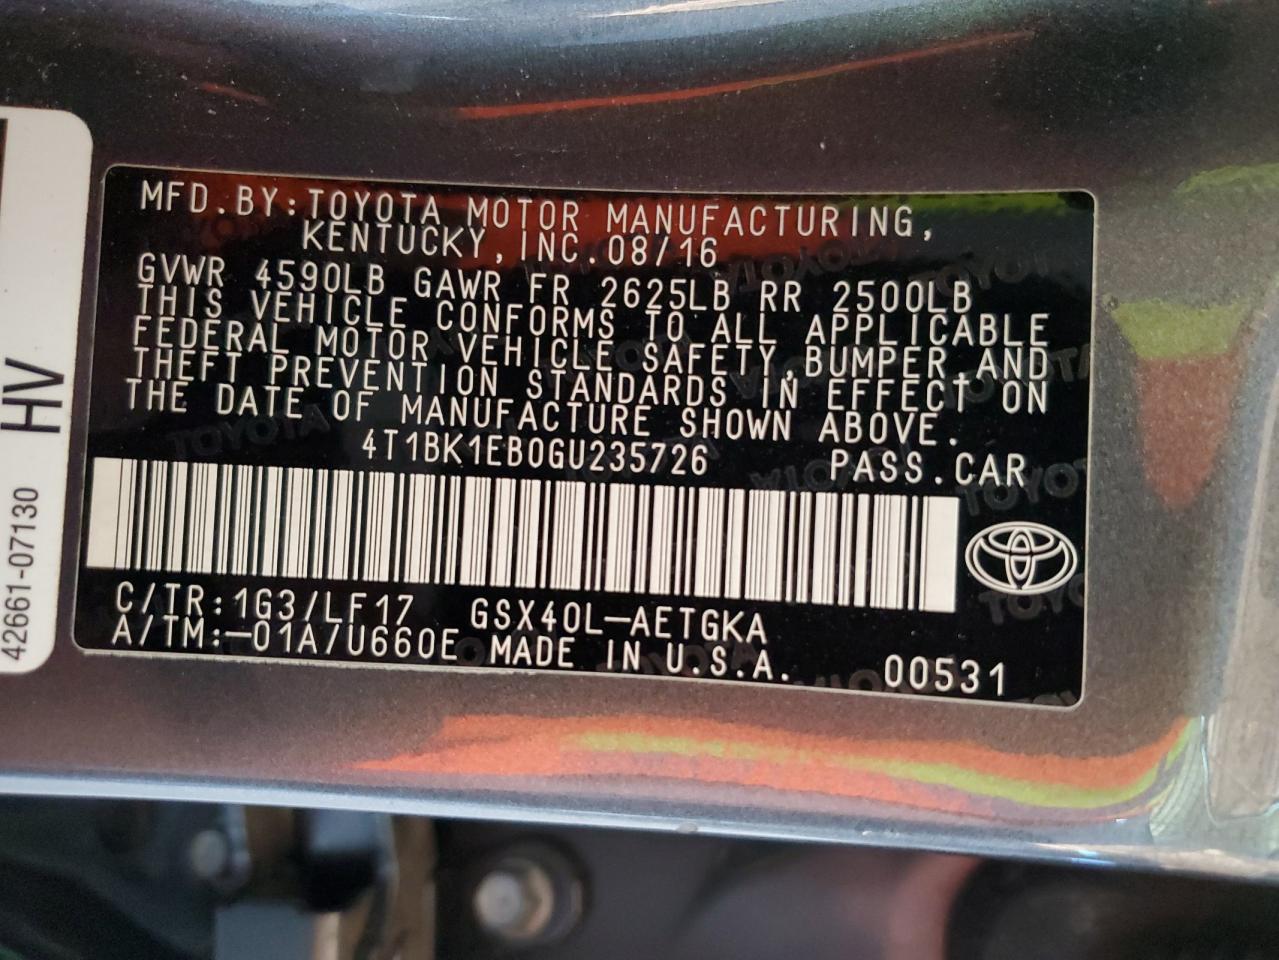 MFD.BY:TOYOTA MOTOR MANUFACTURING,
KENTUCKY,INC.08/16
GVWR 4590LB GAWR FR 2625LB RR 2500LB
THIS VEHICLE CONFORMS TO ALL APPLICABLE
FEDERAL MOTOR VEHICLE SAFETY,BUMPER,AND
THEFT PREVENTION STANDARDS IN EFFECT ON
THE DATE OF MANUFACTURE SHOWN ABOVE.
4T1BK1EB0GU235726 PASS.CAR
C/TR:1G3/LF17 GSX40L-AETGKA
A/TM:-01A/U660E MADE IN U.S.A. 00531
HV
42661-07130